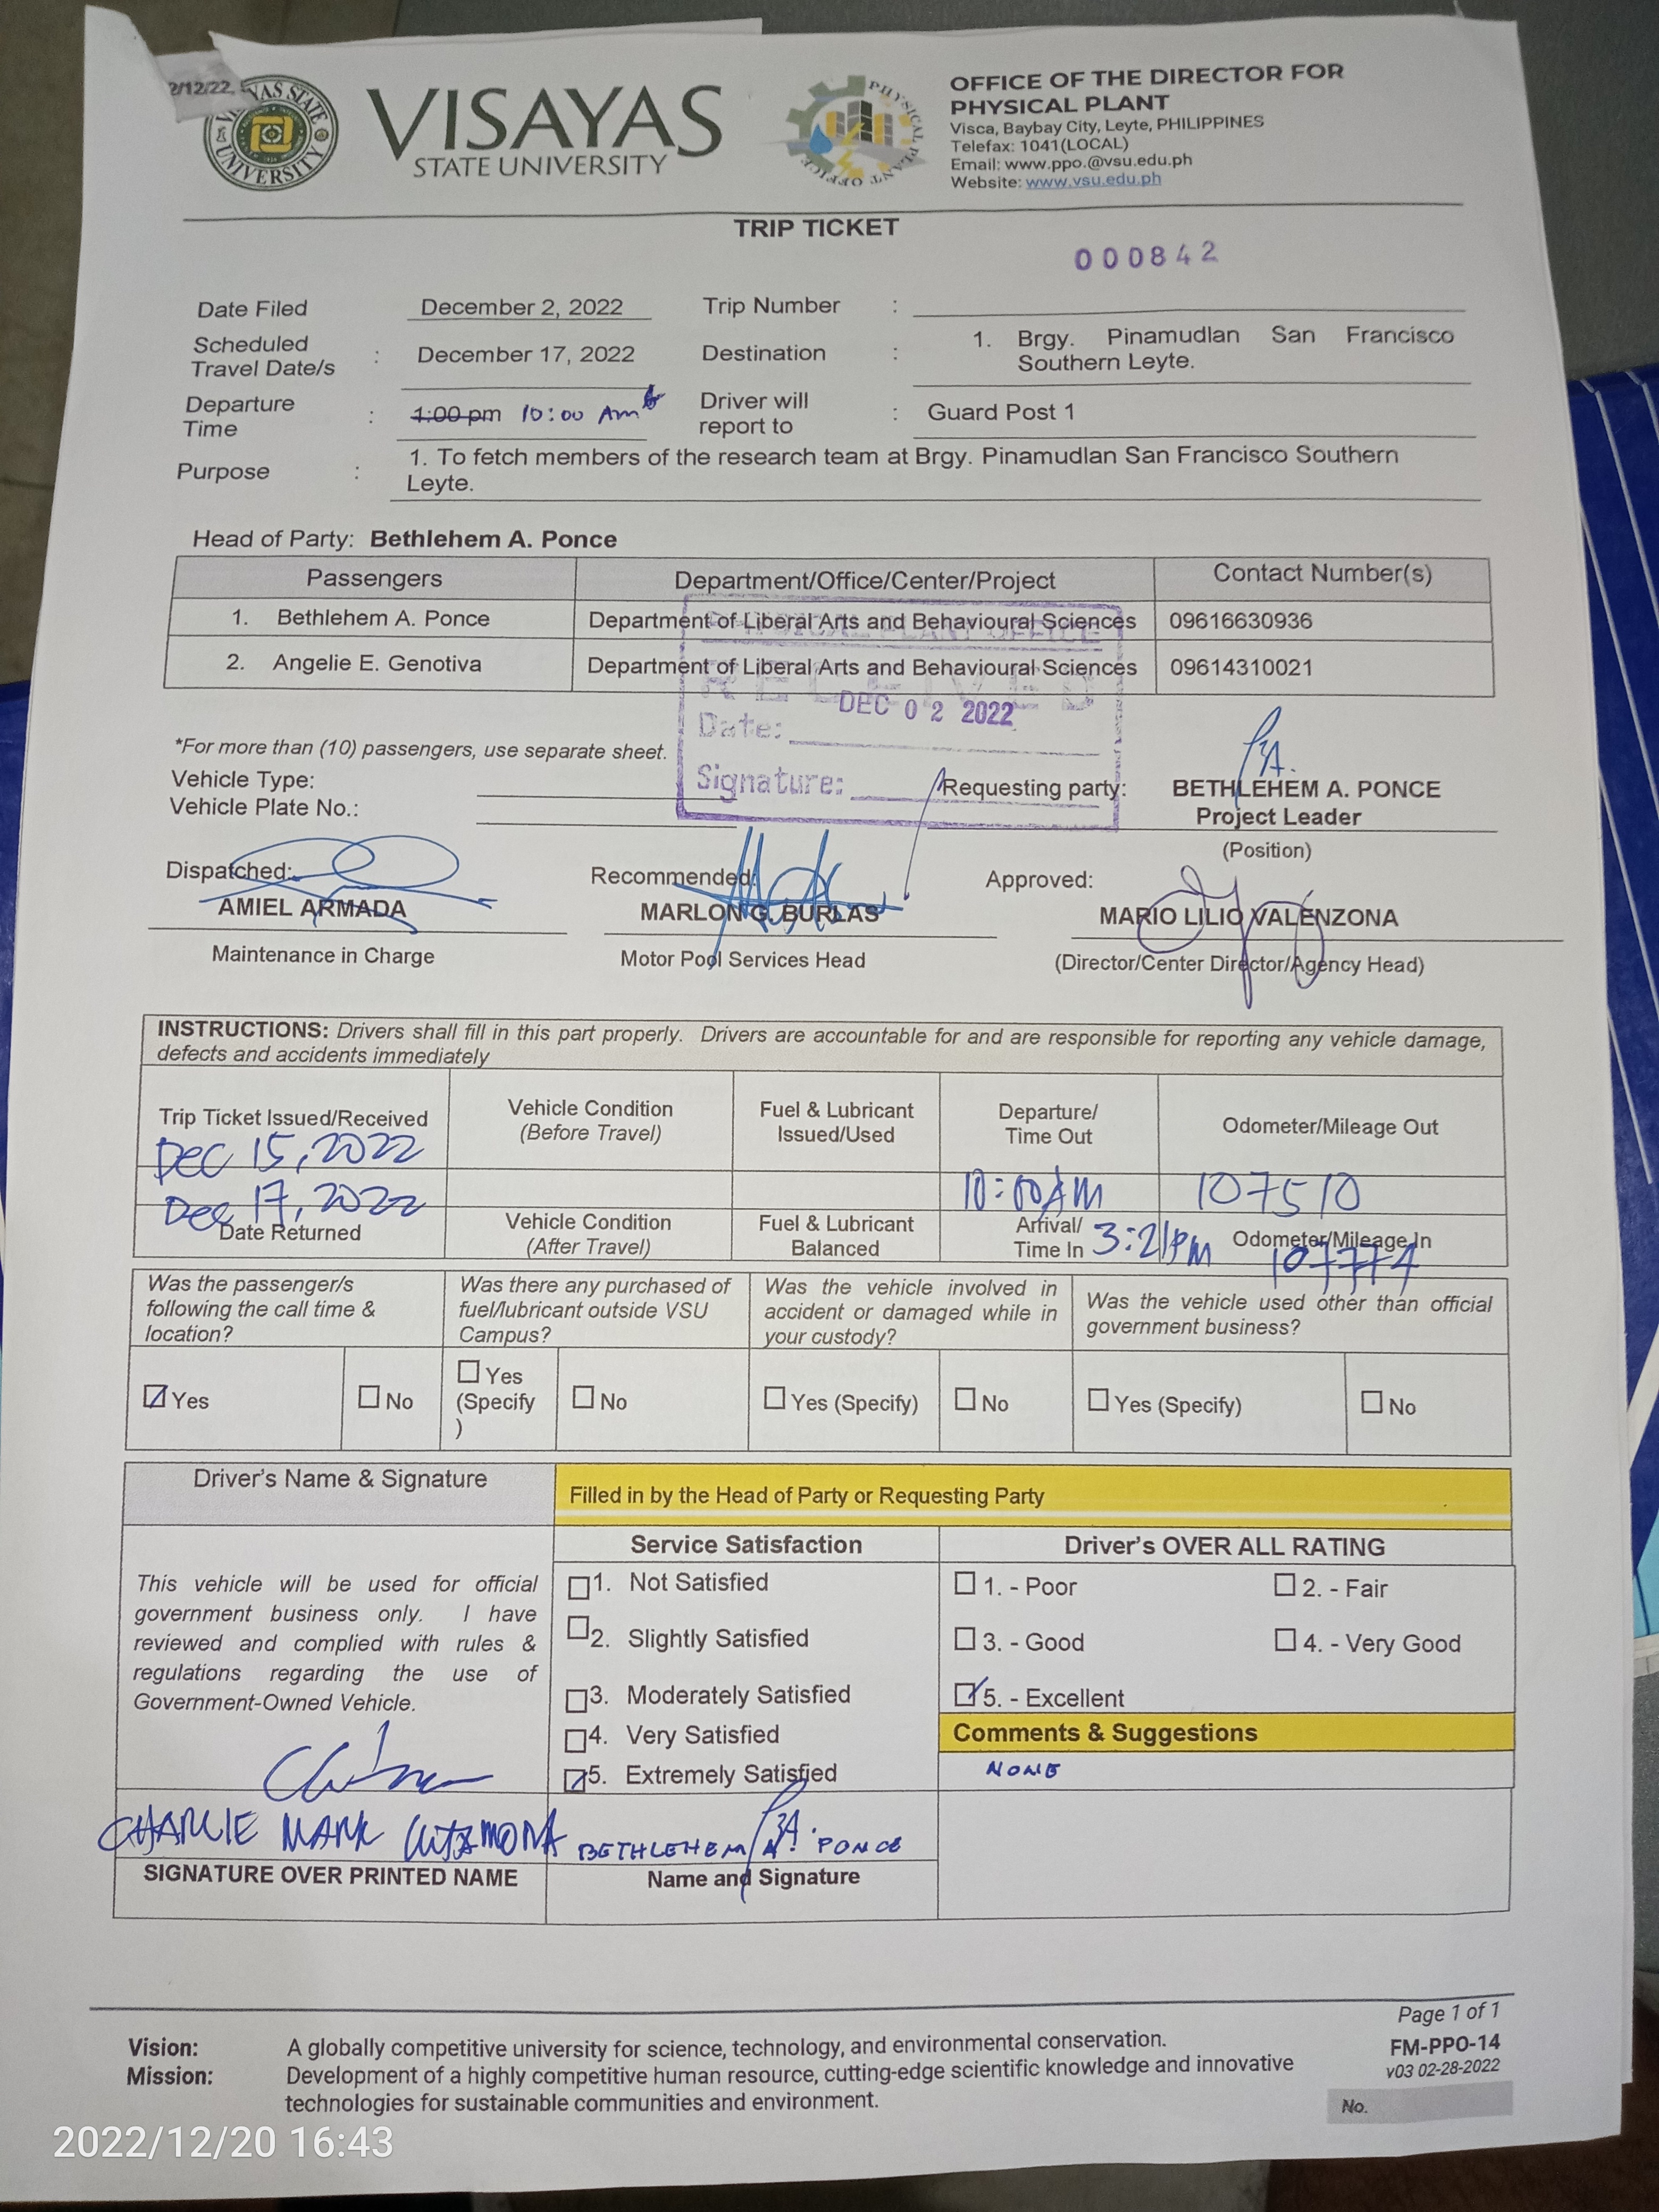 2/12/22,
VISAYAS STATE UNIVERSITY
VISAYAS
STATE UNIVERSITY
PHYSICAL PLANT OFFICE
OFFICE OF THE DIRECTOR FOR
PHYSICAL PLANT
Visca, Baybay City, Leyte, PHILIPPINES
Telefax: 1041(LOCAL)
Email: www.ppo.@vsu.edu.ph
Website: www.vsu.edu.ph
TRIP TICKET
000842
Date Filed December 2, 2022 Trip Number :
Scheduled Travel Date/s : December 17, 2022 Destination : 1. Brgy. Pinamudlan San Francisco
Southern Leyte.
Departure Time : 1:00 pm 10:00 Am Driver will report to : Guard Post 1
Purpose : 1. To fetch members of the research team at Brgy. Pinamudlan San Francisco Southern
Leyte.
Head of Party: Bethlehem A. Ponce
Passengers Department/Office/Center/Project Contact Number(s)
1. Bethlehem A. Ponce Department of Liberal Arts and Behavioural Sciences 09616630936
2. Angelie E. Genotiva Department of Liberal Arts and Behavioural Sciences 09614310021
PHYSICAL PLANT OFFICE
RECEIVED
Date: DEC 02 2022
Signature:
*For more than (10) passengers, use separate sheet.
Vehicle Type:
Vehicle Plate No.:
Requesting party: BETHLEHEM A. PONCE
Project Leader
(Position)
Dispatched: Recommended: Approved:
AMIEL ARMADA MARLON G. BURLAS MARIO LILIO VALENZONA
Maintenance in Charge Motor Pool Services Head (Director/Center Director/Agency Head)
INSTRUCTIONS: Drivers shall fill in this part properly. Drivers are accountable for and are responsible for reporting any vehicle damage,
defects and accidents immediately
Trip Ticket Issued/Received Vehicle Condition (Before Travel) Fuel & Lubricant Issued/Used Departure/ Time Out Odometer/Mileage Out
Dec 15, 2022
Dec 17, 2022 10:00AM 107510
Date Returned Vehicle Condition (After Travel) Fuel & Lubricant Balanced Arrival/ Time In 3:21PM Odometer/Mileage In
107774
Was the passenger/s following the call time & location?
Was there any purchased of fuel/lubricant outside VSU Campus?
Was the vehicle involved in accident or damaged while in your custody?
Was the vehicle used other than official government business?
Yes No Yes (Specify) No Yes (Specify) No Yes (Specify) No
Driver's Name & Signature
Filled in by the Head of Party or Requesting Party
Service Satisfaction Driver's OVER ALL RATING
This vehicle will be used for official
government business only. I have
reviewed and complied with rules &
regulations regarding the use of
Government-Owned Vehicle.
1. Not Satisfied
2. Slightly Satisfied
3. Moderately Satisfied
4. Very Satisfied
5. Extremely Satisfied
1. - Poor 2. - Fair
3. - Good 4. - Very Good
5. - Excellent
Comments & Suggestions
NONE
CHARLIE MARK
BETHLEHEM A. PONCE
SIGNATURE OVER PRINTED NAME Name and Signature
Page 1 of 1
Vision: A globally competitive university for science, technology, and environmental conservation.
Mission: Development of a highly competitive human resource, cutting-edge scientific knowledge and innovative
technologies for sustainable communities and environment.
FM-PPO-14
v03 02-28-2022
No.
2022/12/20 16:43